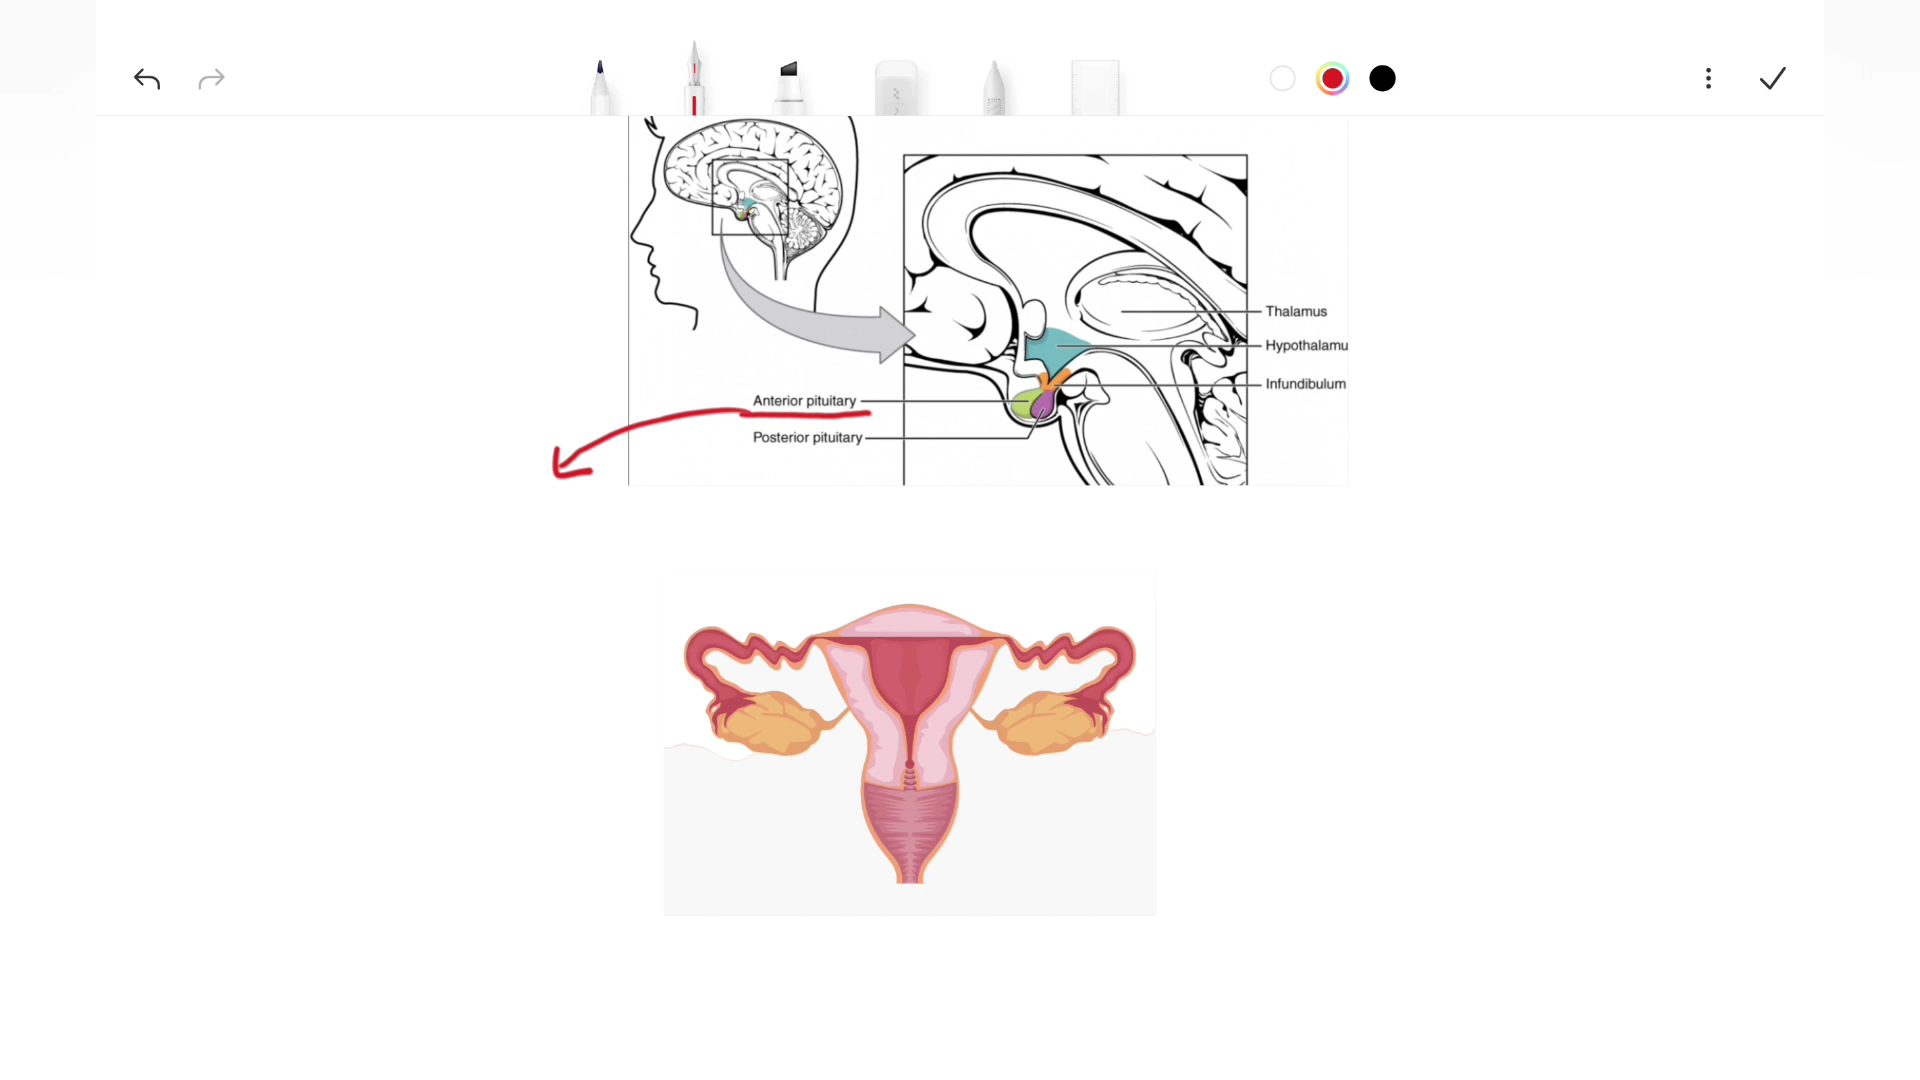 Thalamus
Hypothalamu
Infundibulum
Anterior pituitary
Posterior pituitary